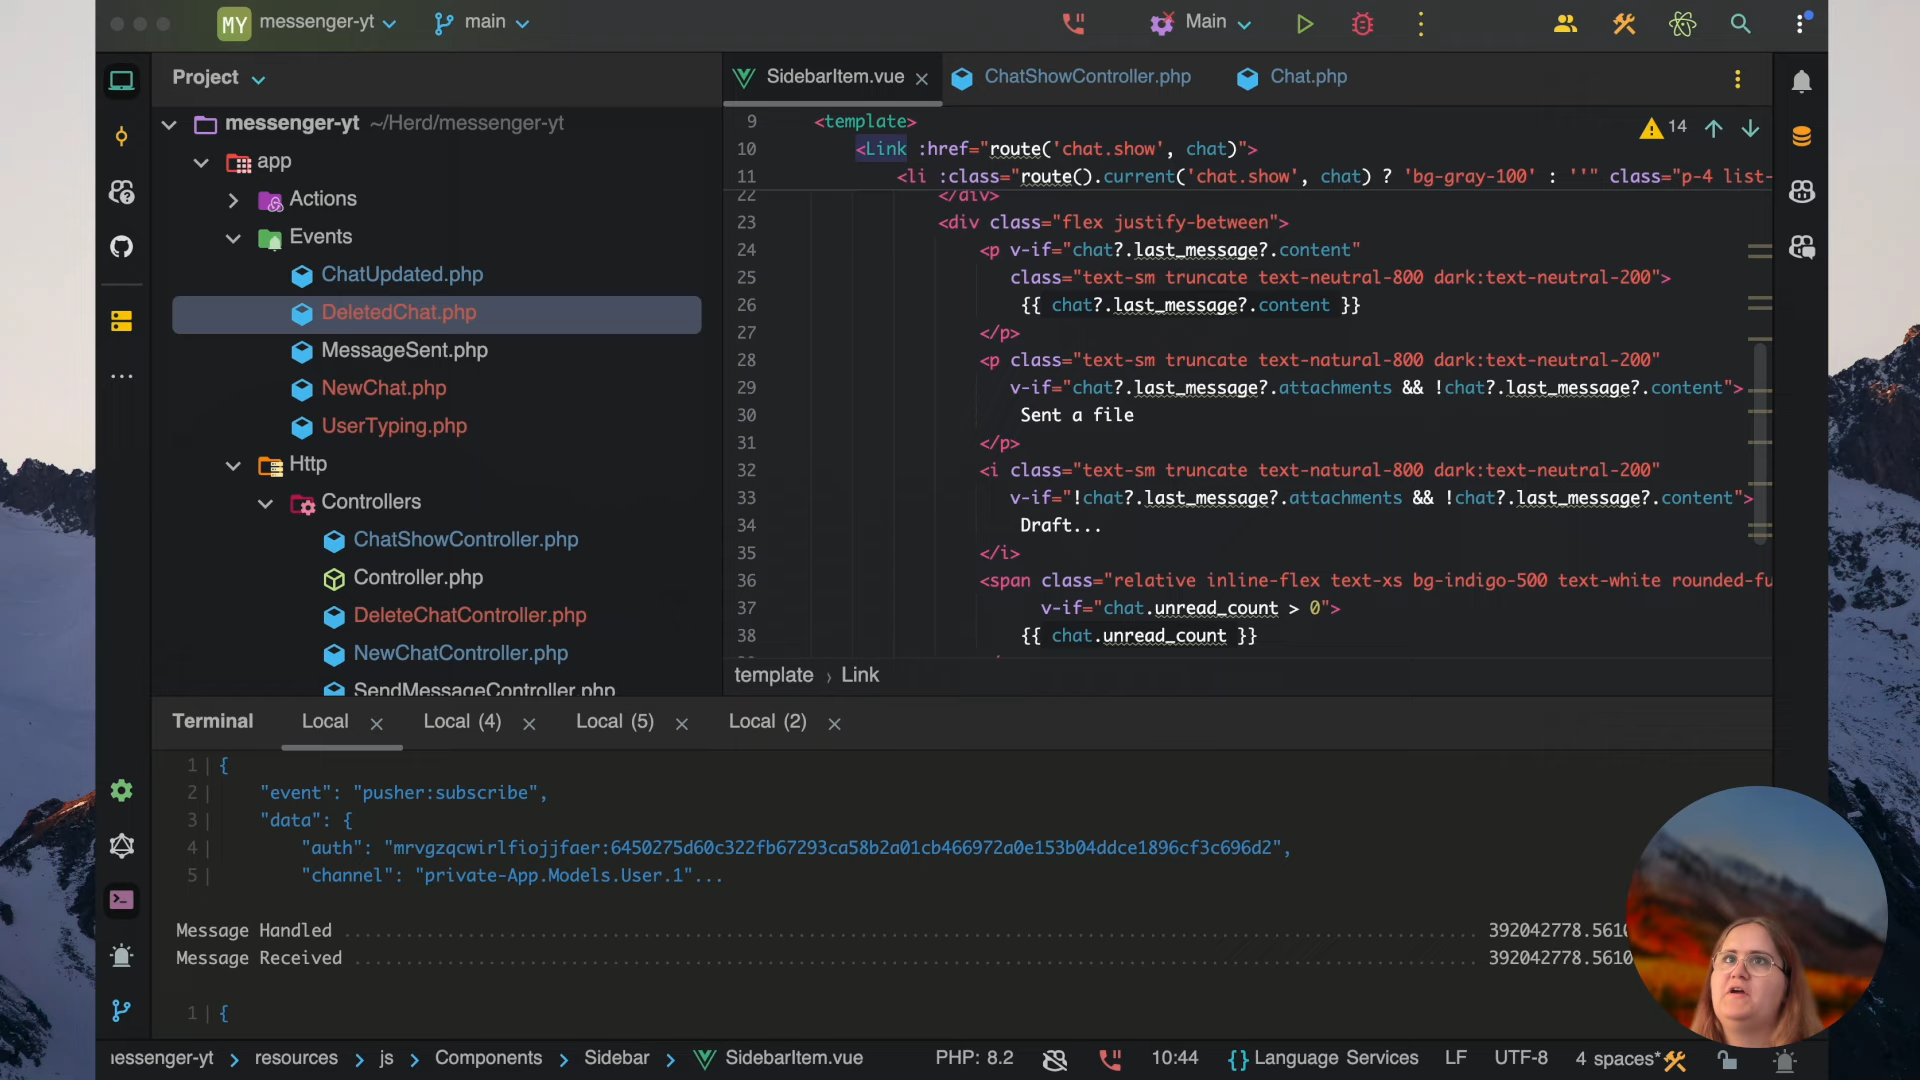 MY messenger-yt main Main
Project
messenger-yt ~/Herd/messenger-yt
app
Actions
Events
ChatUpdated.php
DeletedChat.php
MessageSent.php
NewChat.php
UserTyping.php
Http
Controllers
ChatShowController.php
Controller.php
DeleteChatController.php
NewChatController.php
SendMessageController.php
SidebarItem.vue ChatShowController.php Chat.php
14
9 <template>
10 <Link :href="route('chat.show', chat)">
11 <li :class="route().current('chat.show', chat) ? 'bg-gray-100' : ''" class="p-4 list-
22 </div>
23 <div class="flex justify-between">
24 <p v-if="chat?.last_message?.content"
25 class="text-sm truncate text-neutral-800 dark:text-neutral-200">
26 {{ chat?.last_message?.content }}
27 </p>
28 <p class="text-sm truncate text-natural-800 dark:text-neutral-200"
29 v-if="chat?.last_message?.attachments && !chat?.last_message?.content">
30 Sent a file
31 </p>
32 <i class="text-sm truncate text-natural-800 dark:text-neutral-200"
33 v-if="!chat?.last_message?.attachments && !chat?.last_message?.content">
34 Draft...
35 </i>
36 <span class="relative inline-flex text-xs bg-indigo-500 text-white rounded-fu
37 v-if="chat.unread_count > 0">
38 {{ chat.unread_count }}
template › Link
Terminal Local Local (4) Local (5) Local (2)
1 | {
2 | "event": "pusher:subscribe",
3 | "data": {
4 | "auth": "mrvgzqcwirlfiojjfaer:6450275d60c322fb67293ca58b2a01cb466972a0e153b04ddce1896cf3c696d2",
5 | "channel": "private-App.Models.User.1"...
Message Handled 392042778.5610
Message Received 392042778.5610
1 | {
essenger-yt > resources > js > Components > Sidebar > SidebarItem.vue PHP: 8.2 10:44 {} Language Services LF UTF-8 4 spaces*